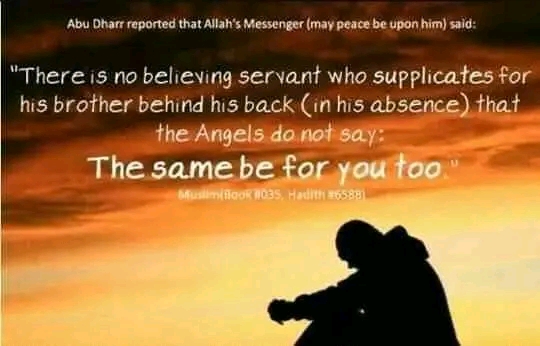 Abu Dharr reported that Allah's Messenger (may peace be upon him) said:
"There is no believing servant who supplicates for
his brother behind his back (in his absence) that
the Angels do not say:
The same be for you too."
Muslim(Book #035, Hadith #6588)